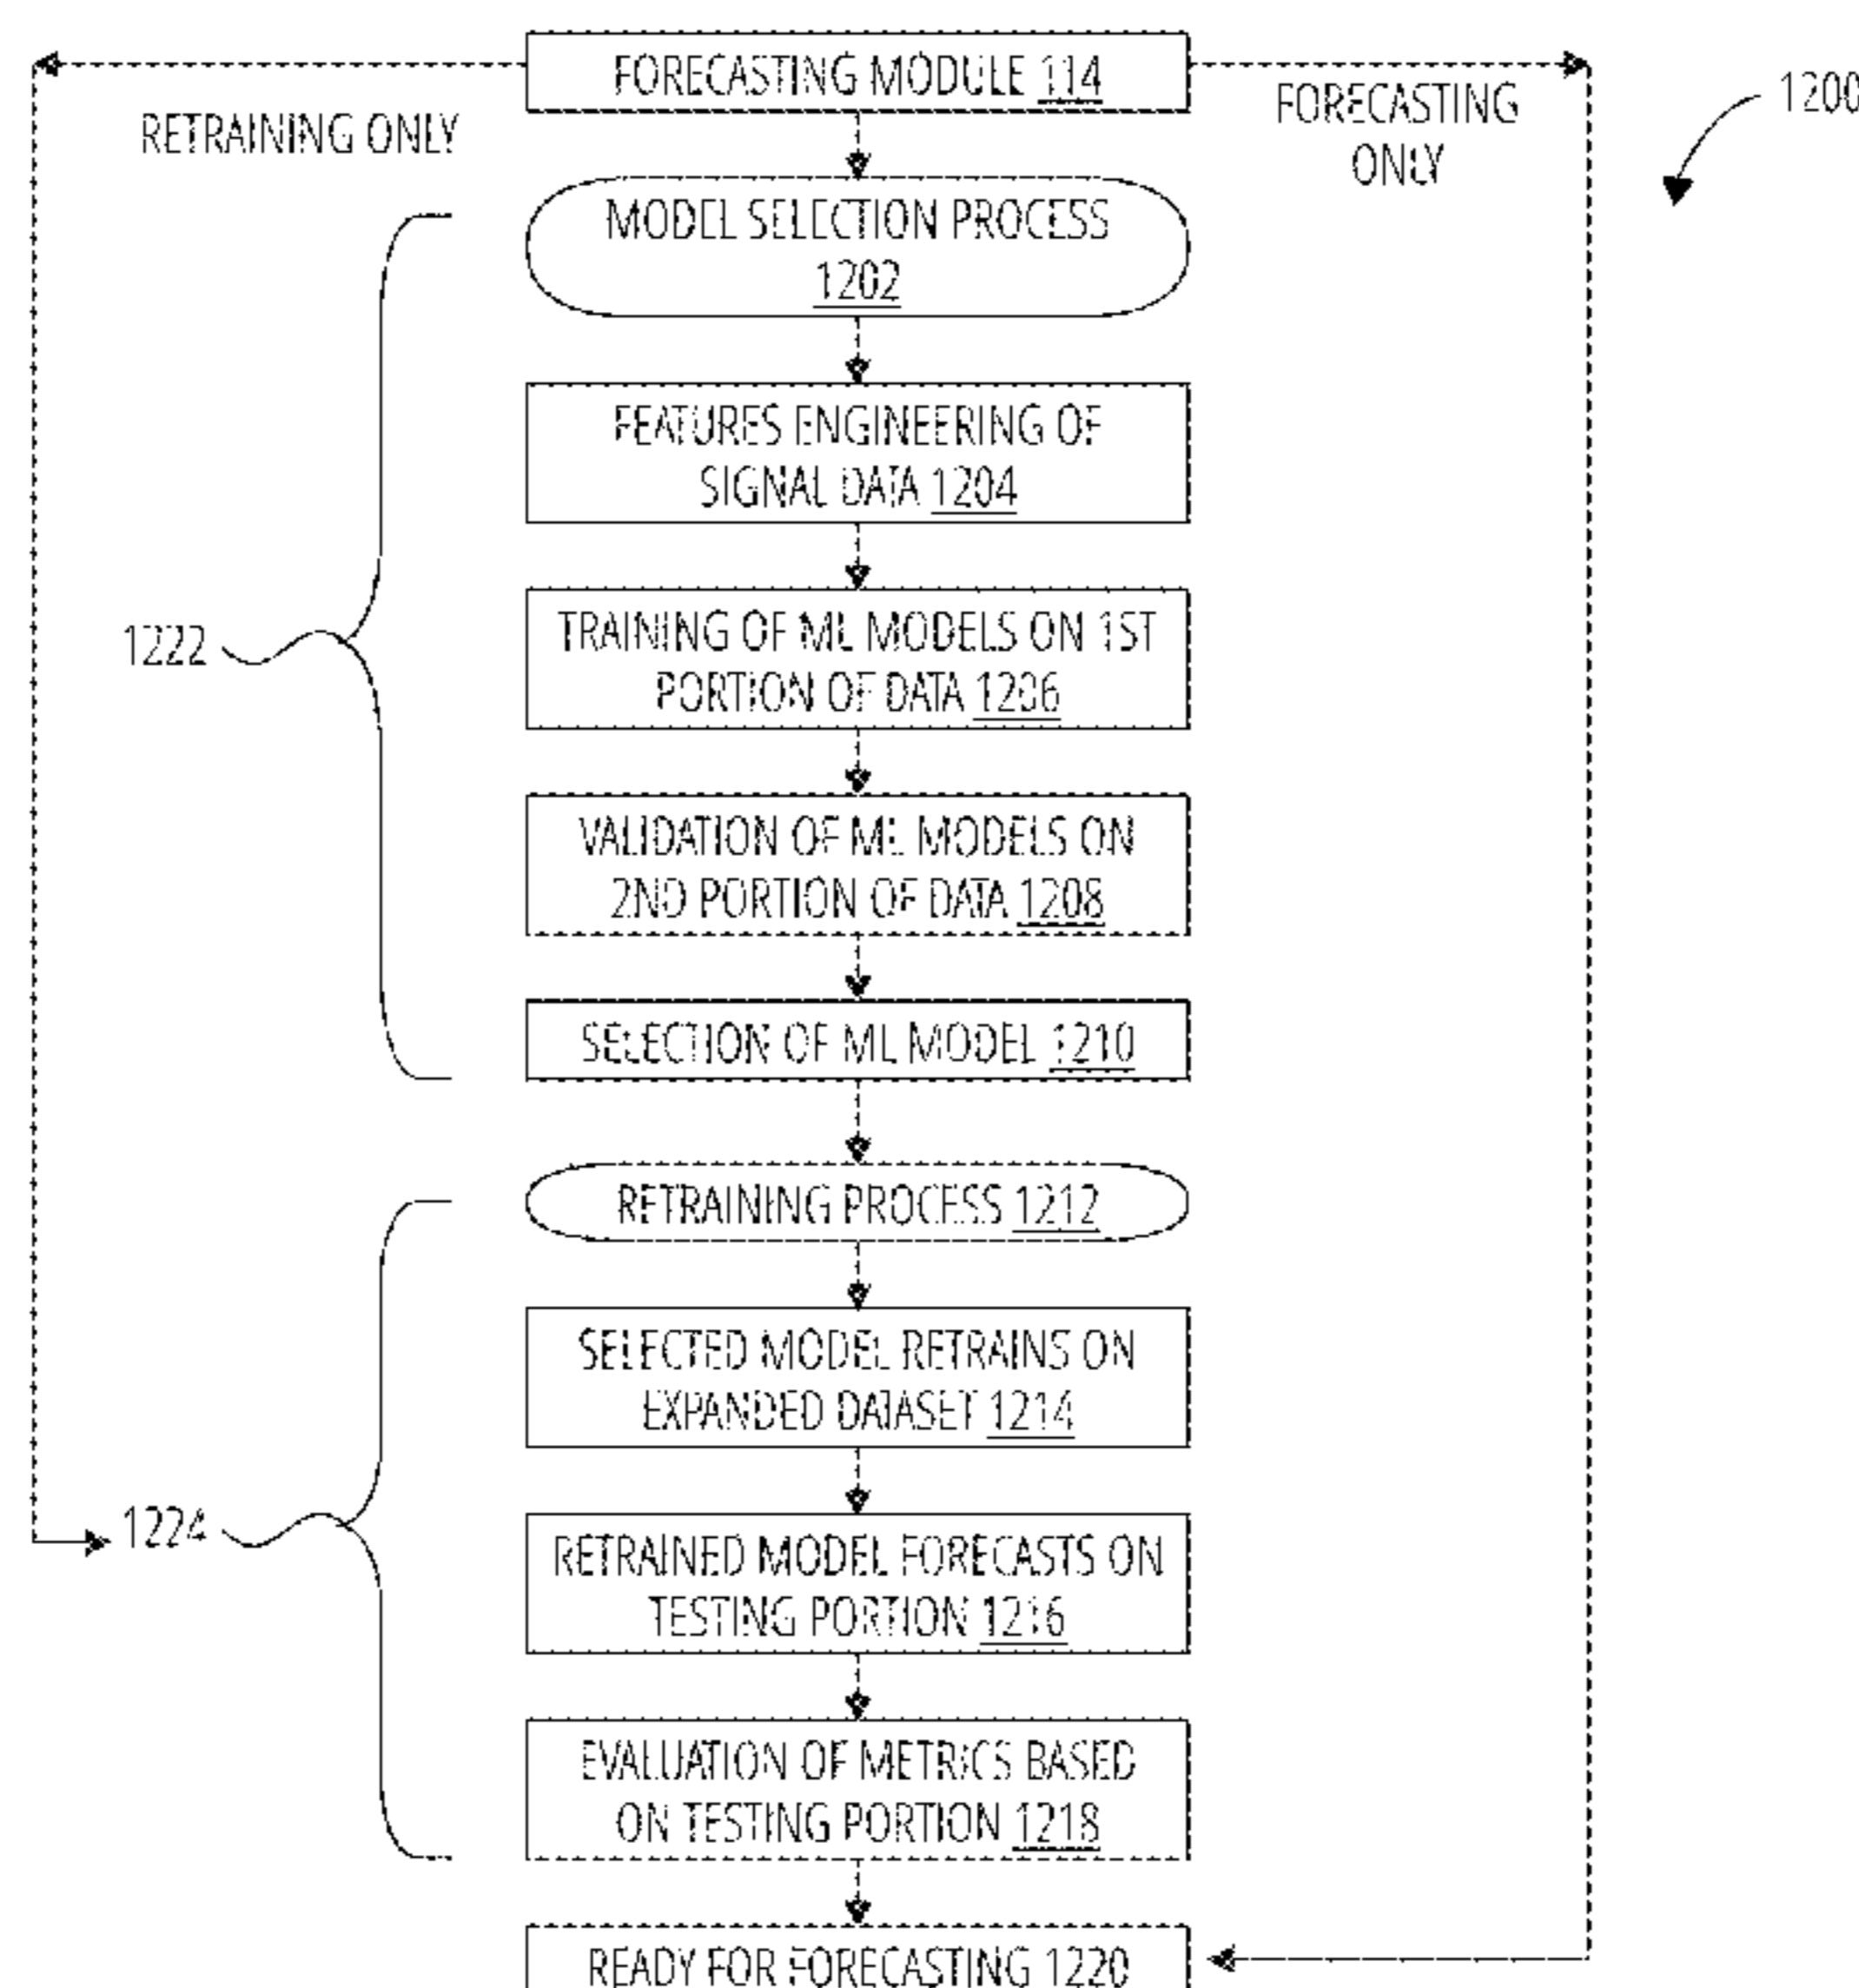 FORECASTING MODULE 114
RETRAINING ONLY
FORECASTING
ONLY
1200
MODEL SELECTION PROCESS
1202
FEATURES ENGINEERING OF
SIGNAL DATA 1204
TRAINING OF ML MODELS ON 1ST
PORTION OF DATA 1206
1222
VALIDATION OF ML MODELS ON
2ND PORTION OF DATA 1208
SELECTION OF ML MODEL 1210
RETRAINING PROCESS 1212
SELECTED MODEL RETRAINS ON
EXPANDED DATASET 1214
1224
RETRAINED MODEL FORECASTS ON
TESTING PORTION 1216
EVALUATION OF METRICS BASED
ON TESTING PORTION 1218
READY FOR FORECASTING 1220